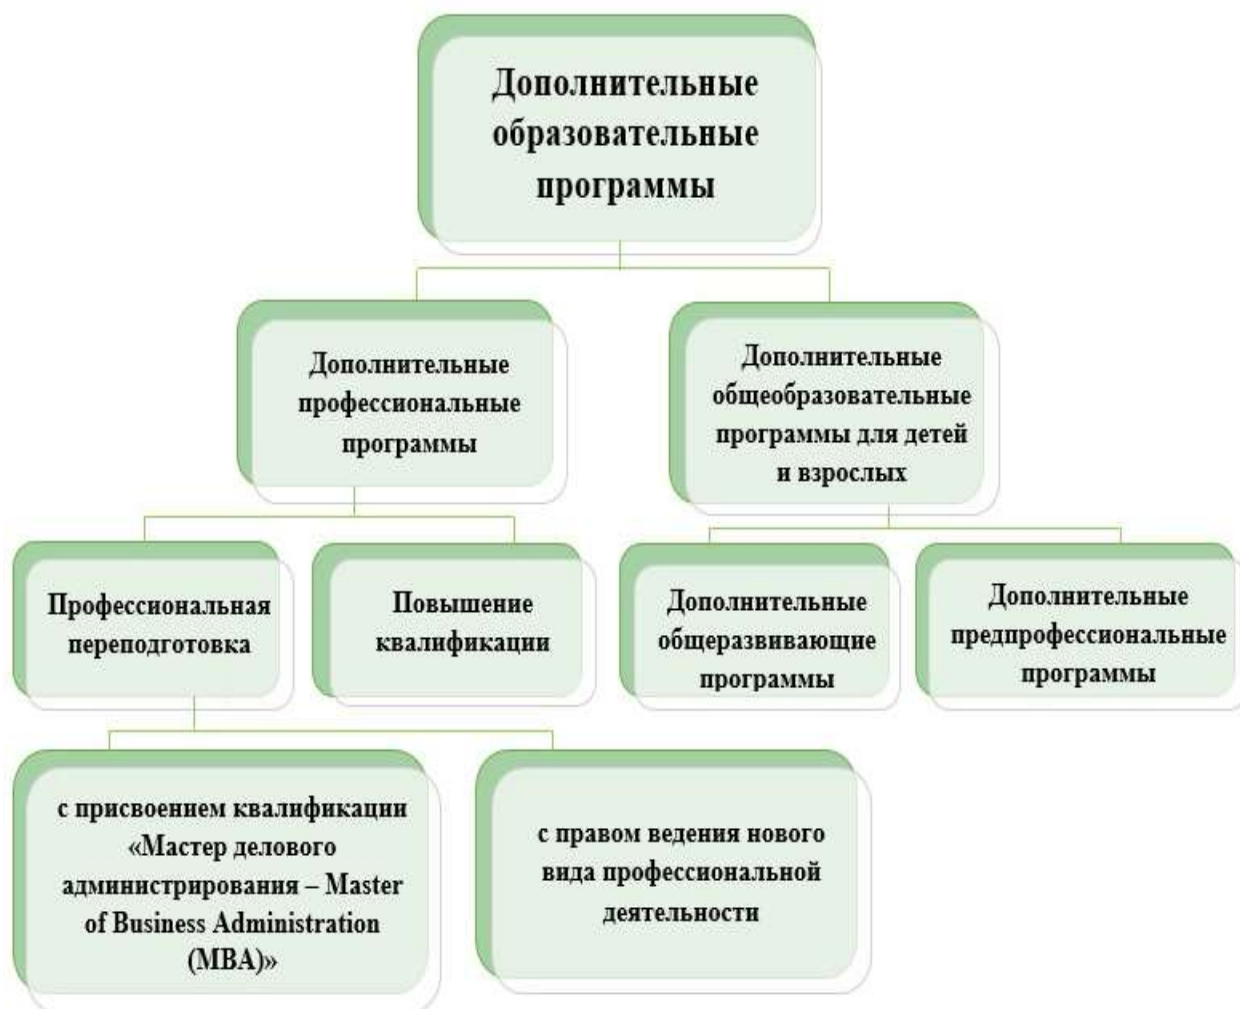 Дополнительные
образовательные
программы
Дополнительные
профессиональные
программы
Дополнительные
общеобразовательные
программы для детей
и взрослых
Профессиональная
переподготовка
Повышение
квалификации
Дополнительные
общеразвивающие
программы
Дополнительные
предпрофессиональные
программы
с присвоением квалификации
«Мастер делового
администрирования – Master
of Business Administration
(MBA)»
с правом ведения нового
вида профессиональной
деятельности